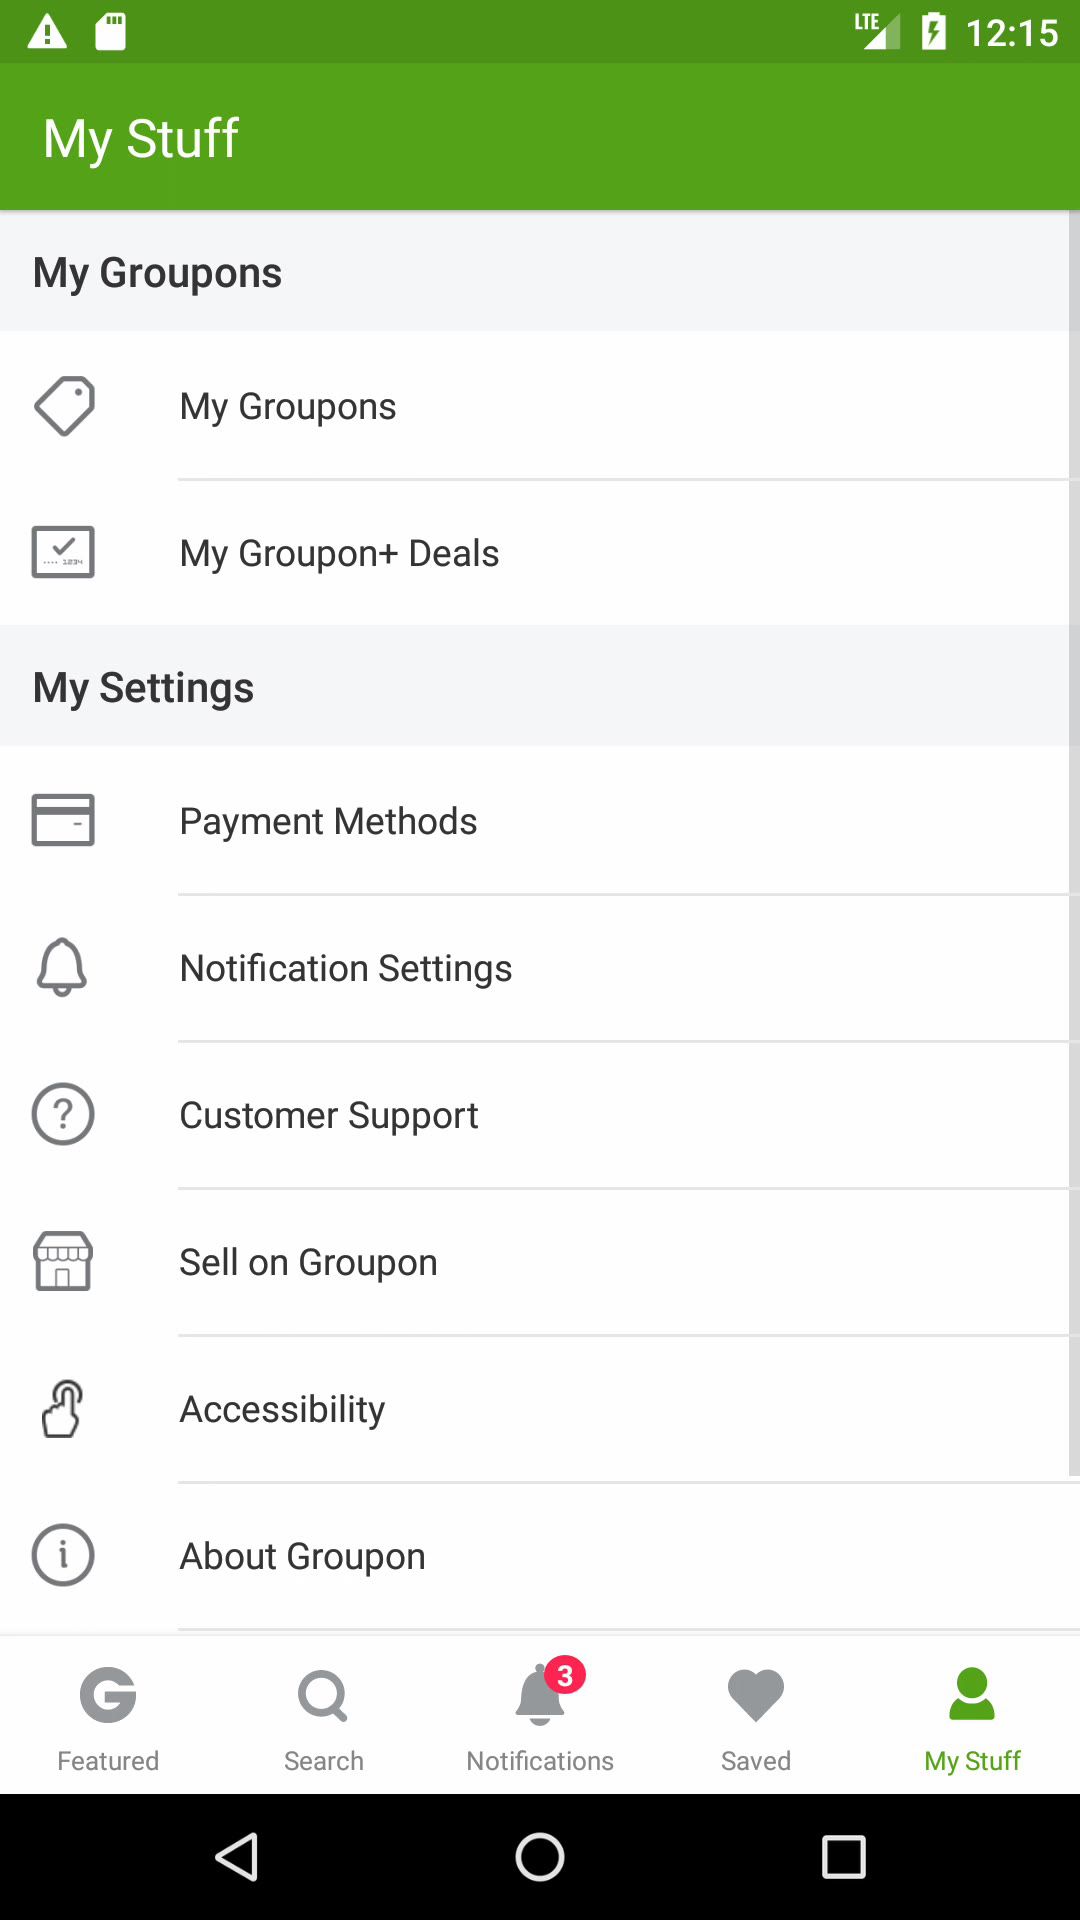 LTE 12:15
My Stuff
My Groupons
My Groupons
1234
My Groupon+ Deals
My Settings
Payment Methods
Notification Settings
?
Customer Support
Sell on Groupon
Accessibility
i
About Groupon
G
3
Featured Search Notifications Saved My Stuff